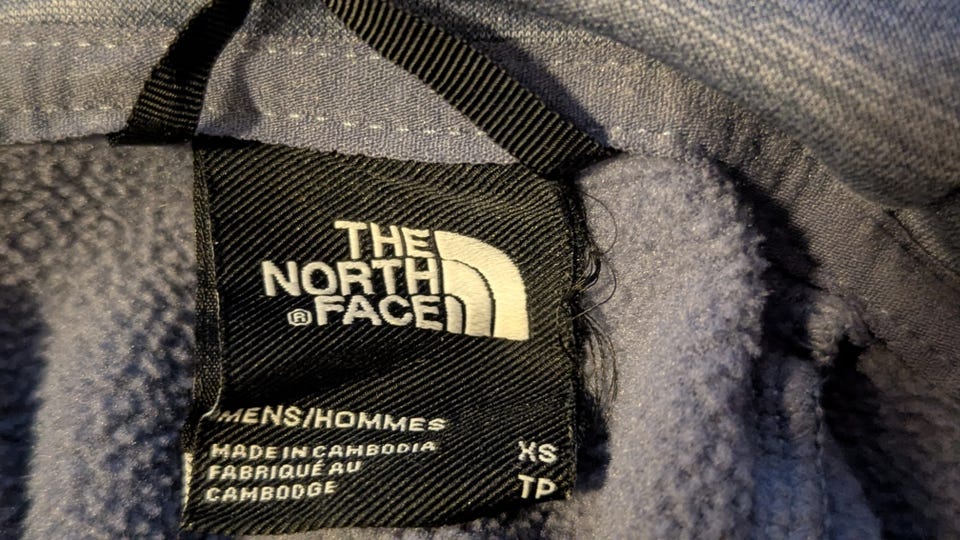 THE
NORTH
®FACE
MENS/HOMMES
MADE IN CAMBODIA
FABRIQUÉ AU
CAMBODGE
XS
TP